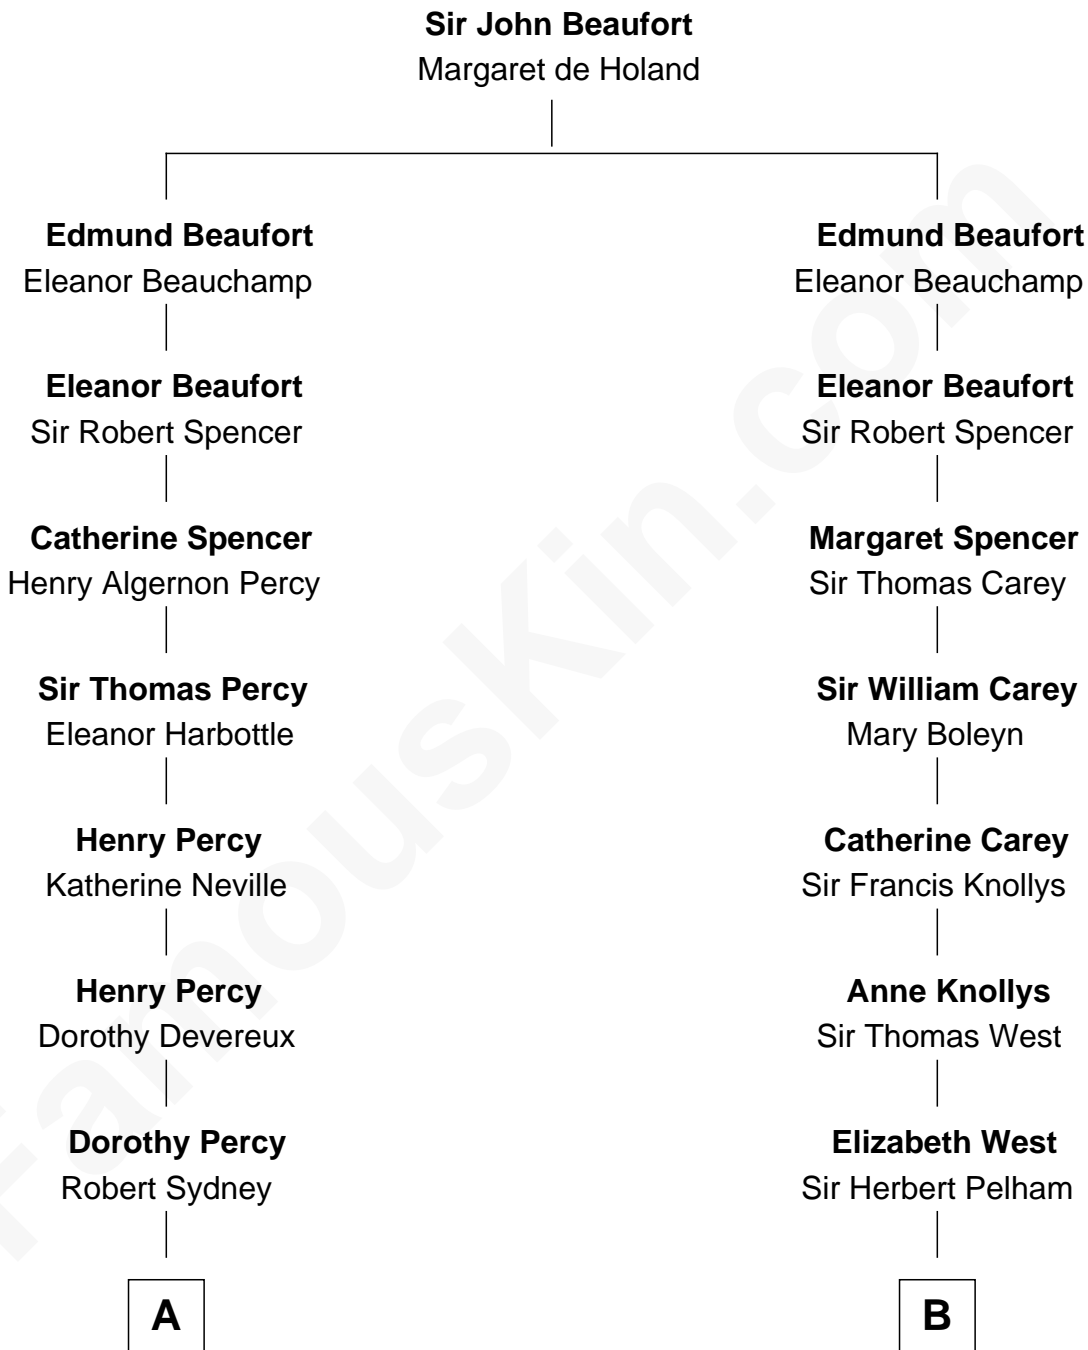 Sir John Beaufort
Margaret de Holand
Edmund Beaufort
Eleanor Beauchamp
Eleanor Beaufort
Sir Robert Spencer
Catherine Spencer
Henry Algernon Percy
Sir Thomas Percy
Eleanor Harbottle
Henry Percy
Katherine Neville
Henry Percy
Dorothy Devereux
Dorothy Percy
Robert Sydney
A
Edmund Beaufort
Eleanor Beauchamp
Eleanor Beaufort
Sir Robert Spencer
Margaret Spencer
Sir Thomas Carey
Sir William Carey
Mary Boleyn
Catherine Carey
Sir Francis Knollys
Anne Knollys
Sir Thomas West
Elizabeth West
Sir Herbert Pelham
B
FamousKin.com